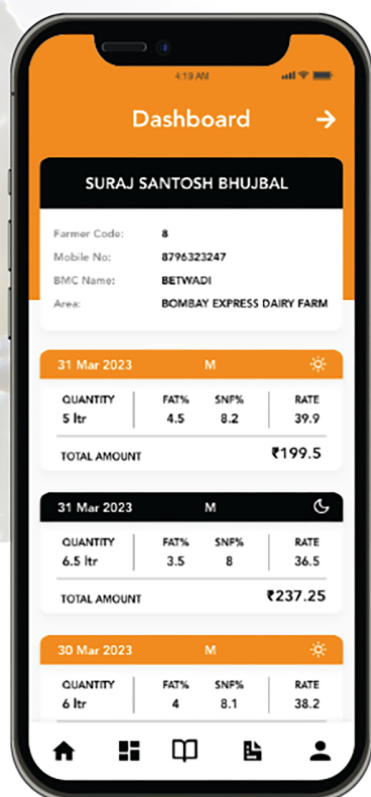 4:19 AM
Dashboard
SURAJ SANTOSH BHUJBAL
Farmer Code: 8
Mobile No: 8796323247
BMC Name: BETWADI
Area: BOMBAY EXPRESS DAIRY FARM
31 Mar 2023 M
QUANTITY FAT% SNF% RATE
5 ltr 4.5 8.2 39.9
TOTAL AMOUNT ₹199.5
31 Mar 2023 M
QUANTITY FAT% SNF% RATE
6.5 ltr 3.5 8 36.5
TOTAL AMOUNT ₹237.25
30 Mar 2023 M
QUANTITY FAT% SNF% RATE
6 ltr 4 8.1 38.2